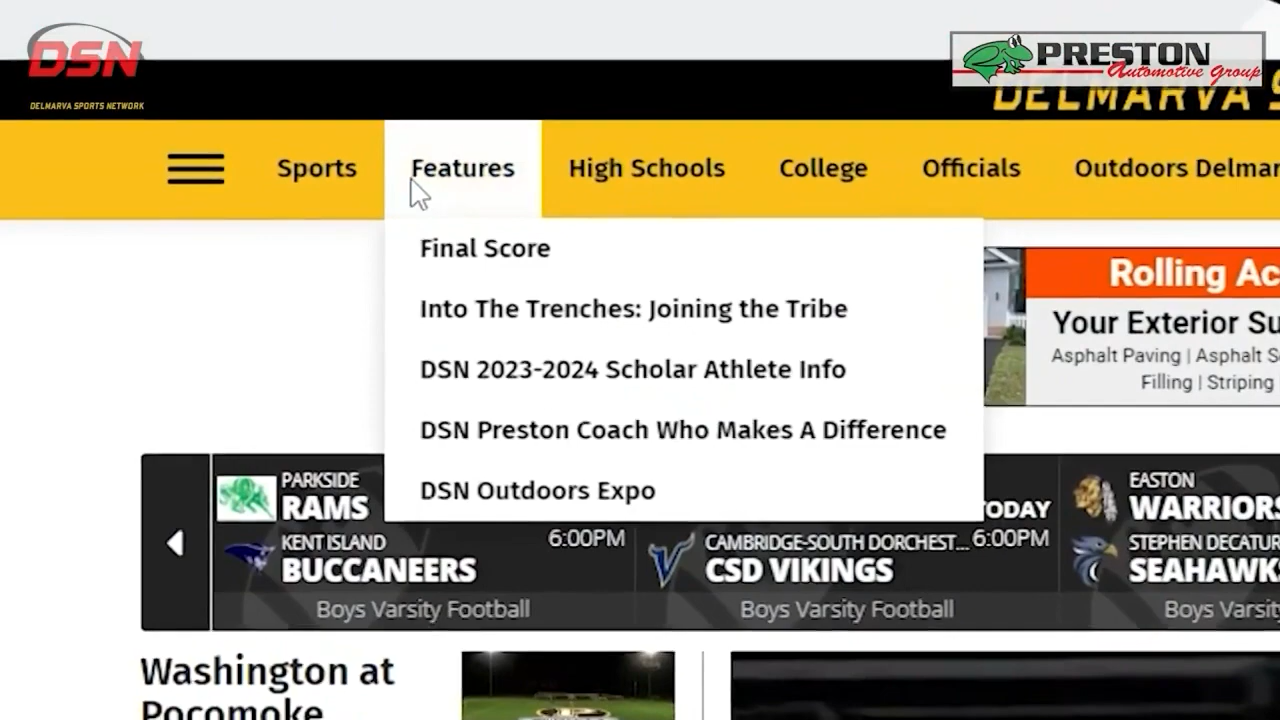 DSN
DELMARVA SPORTS NETWORK
PRESTON
Automotive Group
DELMARVA S
Sports
Features
High Schools
College
Officials
Outdoors Delmar
Final Score
Into The Trenches: Joining the Tribe
DSN 2023-2024 Scholar Athlete Info
DSN Preston Coach Who Makes A Difference
DSN Outdoors Expo
Rolling Ac
Your Exterior Su
Asphalt Paving | Asphalt S
Filling | Striping
PARKSIDE
RAMS
KENT ISLAND
6:00PM
BUCCANEERS
Boys Varsity Football
TODAY
CAMBRIDGE-SOUTH DORCHEST...
6:00PM
CSD VIKINGS
Boys Varsity Football
EASTON
WARRIORS
STEPHEN DECATUR
SEAHAWK
Boys Varsity
Washington at
Pocomoke